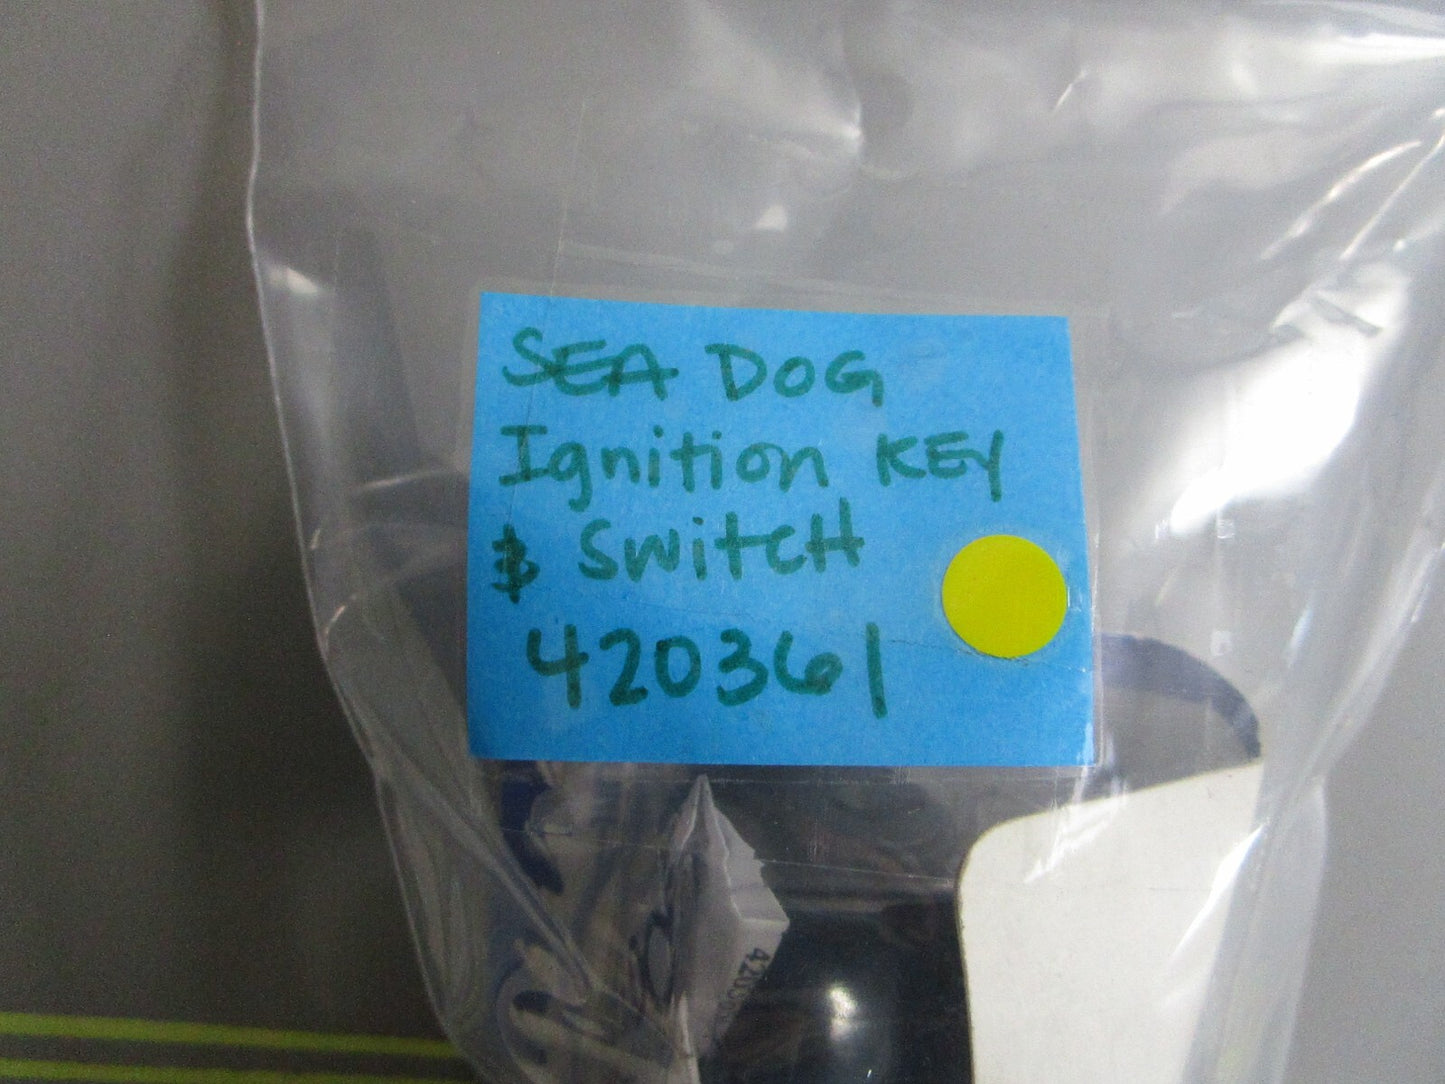 SEA DOG
Ignition KEY
& SWitCH
420361